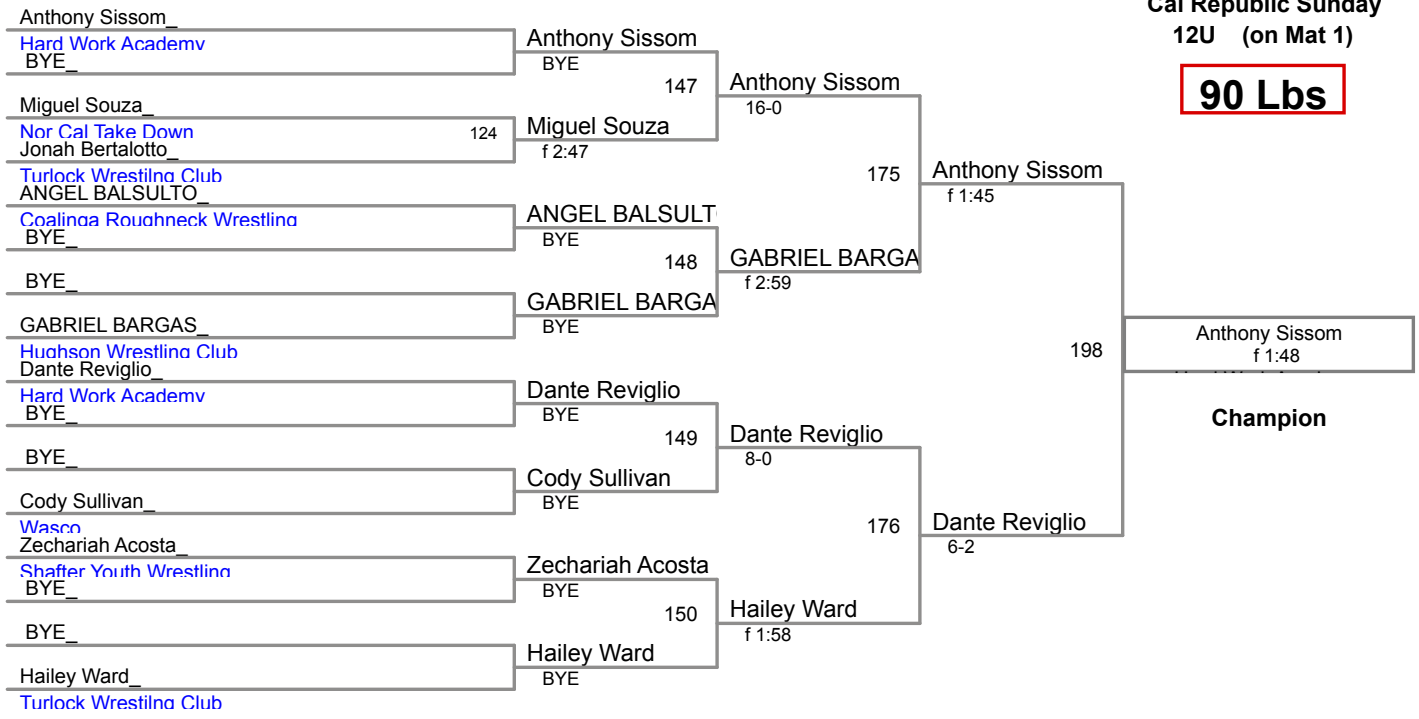 Cal Republic Sunday
12U (on Mat 1)
90 Lbs
Anthony Sissom_
Hard Work Academy
BYE_
Miguel Souza_
Nor Cal Take Down
Jonah Bertalotto_
Turlock Wrestilng Club
ANGEL BALSULTO_
Coalinga Roughneck Wrestling
BYE_
BYE_
GABRIEL BARGAS_
Hughson Wrestling Club
Dante Reviglio_
Hard Work Academy
BYE_
BYE_
Cody Sullivan_
Wasco
Zechariah Acosta_
Shafter Youth Wrestling
BYE_
BYE_
Hailey Ward_
Turlock Wrestilng Club
124
Anthony Sissom
BYE
147
Miguel Souza
f 2:47
ANGEL BALSULT
BYE
148
GABRIEL BARGA
BYE
Dante Reviglio
BYE
149
Cody Sullivan
BYE
Zechariah Acosta
BYE
150
Hailey Ward
BYE
Anthony Sissom
16-0
175
GABRIEL BARGA
f 2:59
Dante Reviglio
8-0
176
Hailey Ward
f 1:58
Anthony Sissom
f 1:45
198
Dante Reviglio
6-2
Anthony Sissom
f 1:48
Champion